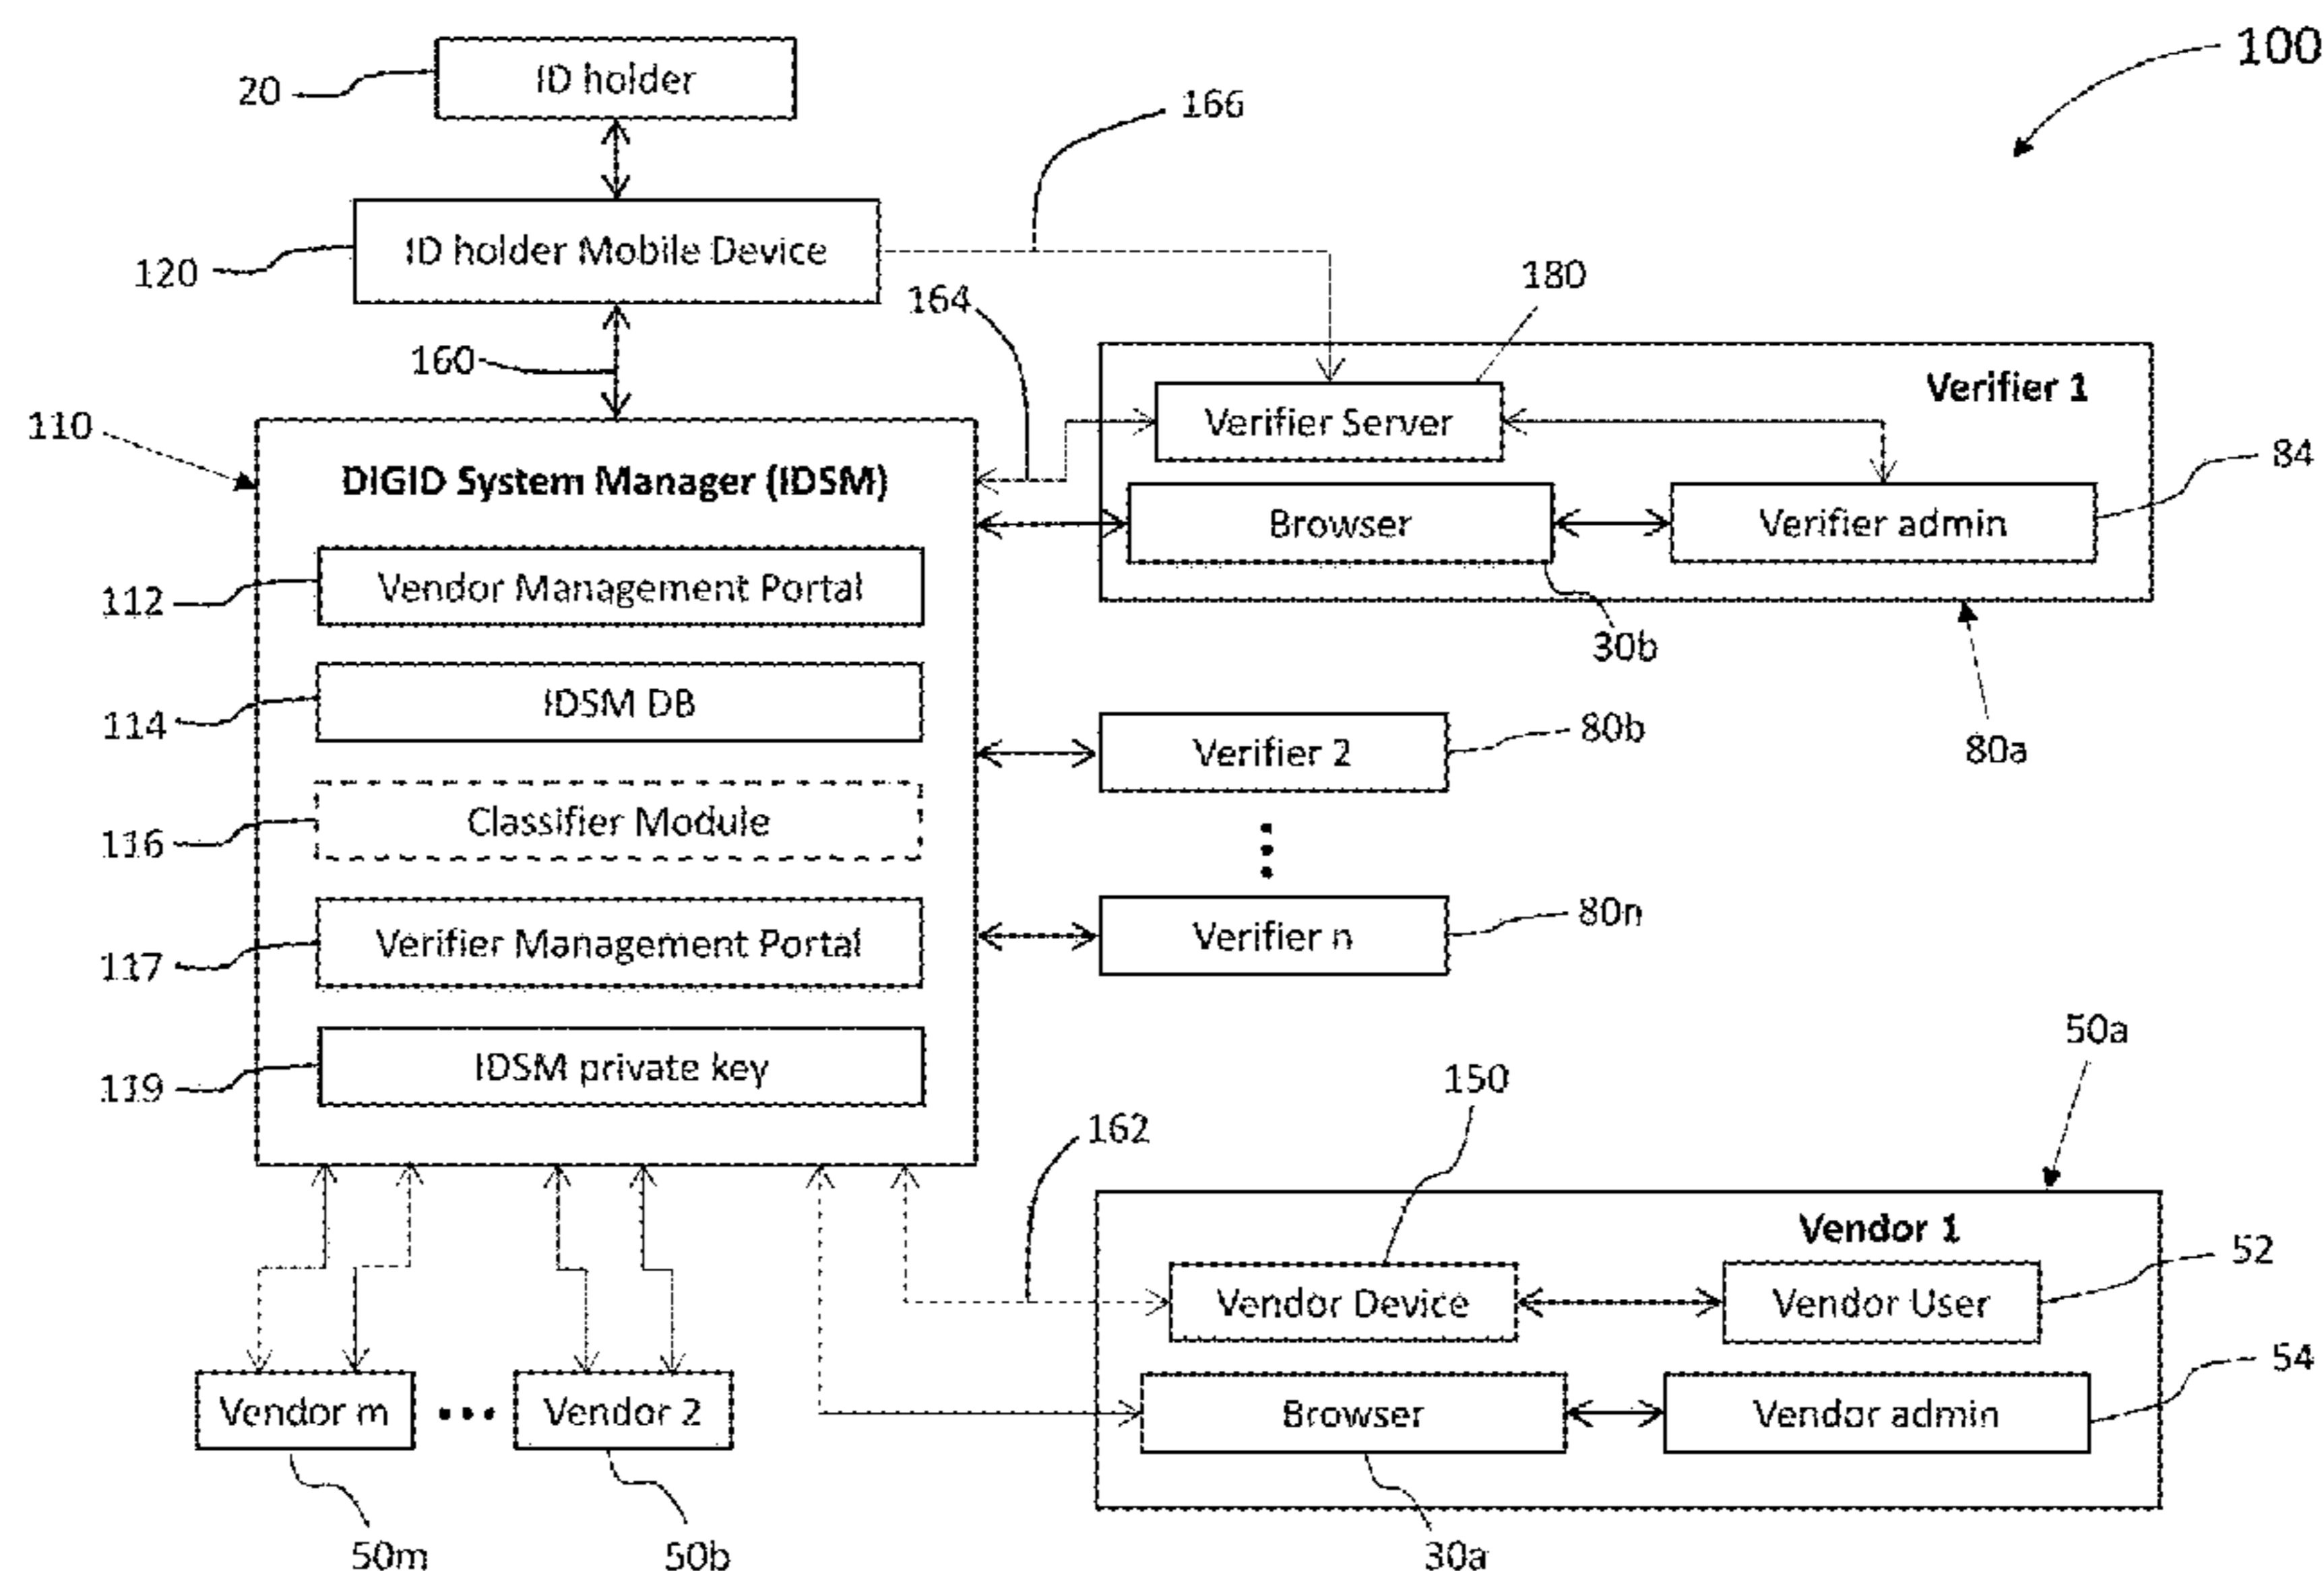 100
20
ID holder
166
120
ID holder Mobile Device
164
180
160
110
Verifier 1
Verifier Server
84
DIGID System Manager (IDSM)
Browser
Verifier admin
112
Vendor Management Portal
30b
114
IDSM DB
80b
80a
Verifier 2
116
Classifier Module
80n
117
Verifier Management Portal
Verifier n
50a
119
IDSM private key
150
162
Vendor 1
52
Vendor Device
Vendor User
54
Vendor m
•••
Vendor 2
Browser
Vendor admin
50m
50b
30a